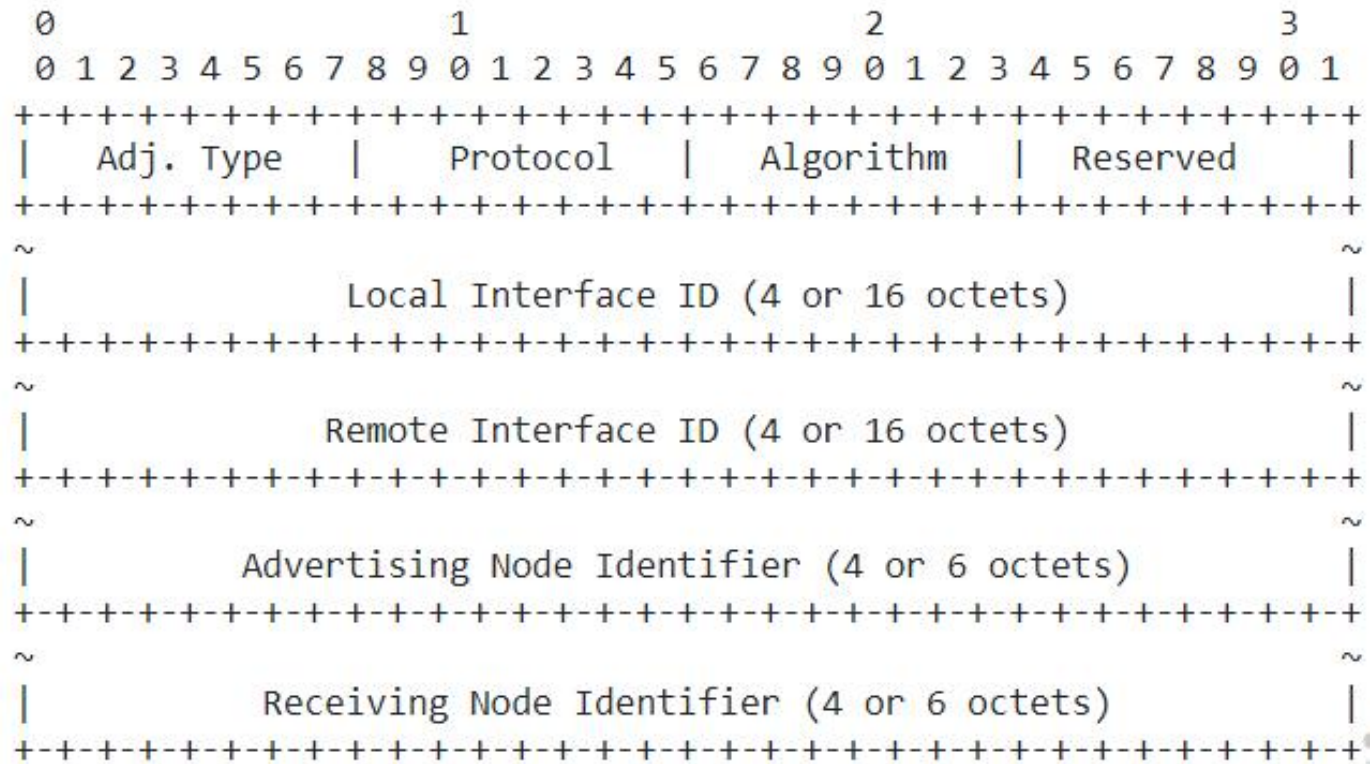 0                   1                   2                   3
0 1 2 3 4 5 6 7 8 9 0 1 2 3 4 5 6 7 8 9 0 1 2 3 4 5 6 7 8 9 0 1
+-+-+-+-+-+-+-+-+-+-+-+-+-+-+-+-+-+-+-+-+-+-+-+-+-+-+-+-+-+-+-+-+
|   Adj. Type   |    Protocol   |   Algorithm   |  Reserved     |
+-+-+-+-+-+-+-+-+-+-+-+-+-+-+-+-+-+-+-+-+-+-+-+-+-+-+-+-+-+-+-+-+
~                                                               ~
|               Local Interface ID (4 or 16 octets)             |
+-+-+-+-+-+-+-+-+-+-+-+-+-+-+-+-+-+-+-+-+-+-+-+-+-+-+-+-+-+-+-+-+
~                                                               ~
|              Remote Interface ID (4 or 16 octets)             |
+-+-+-+-+-+-+-+-+-+-+-+-+-+-+-+-+-+-+-+-+-+-+-+-+-+-+-+-+-+-+-+-+
~                                                               ~
|          Advertising Node Identifier (4 or 6 octets)          |
+-+-+-+-+-+-+-+-+-+-+-+-+-+-+-+-+-+-+-+-+-+-+-+-+-+-+-+-+-+-+-+-+
~                                                               ~
|           Receiving Node Identifier (4 or 6 octets)           |
+-+-+-+-+-+-+-+-+-+-+-+-+-+-+-+-+-+-+-+-+-+-+-+-+-+-+-+-+-+-+-+-+